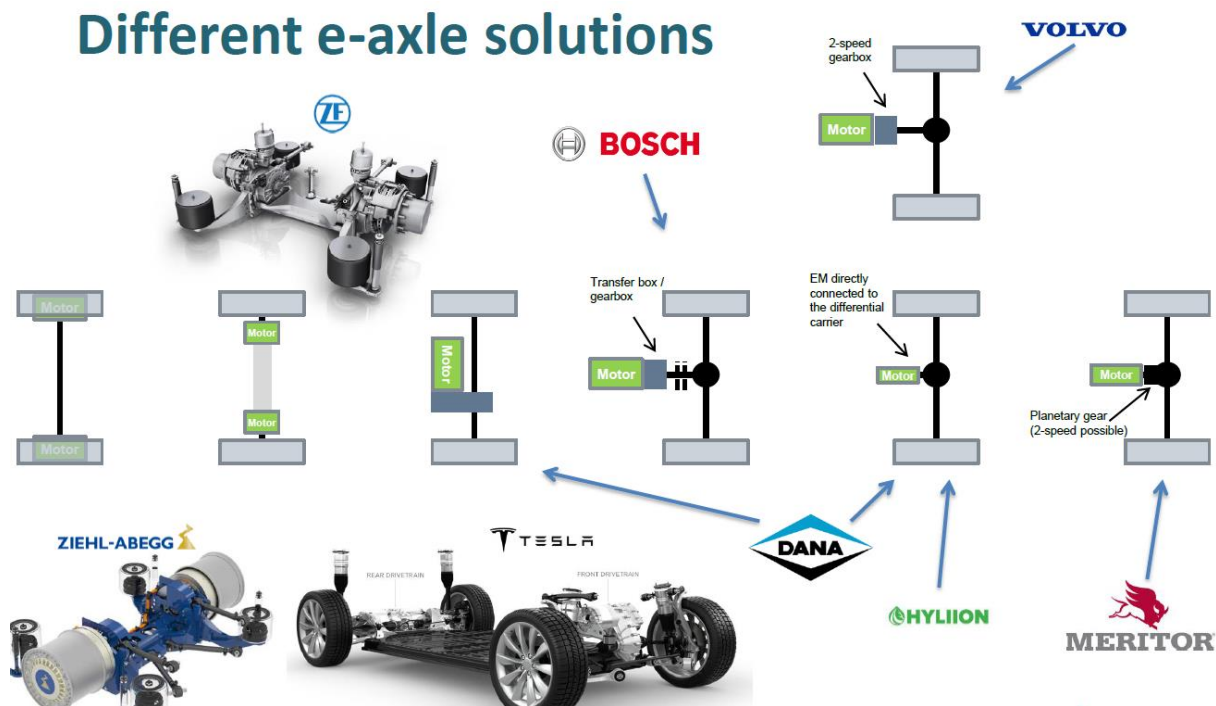 Different e-axle solutions
VOLVO
2-speed
gearbox
Motor
ZF
BOSCH
Transfer box /
gearbox
EM directly
connected to
the differential
carrier
Motor
Motor
Motor
Motor
Motor
Motor
Motor
Motor
Planetary gear
(2-speed possible)
ZIEHL-ABEGG
TESLA
REAR DRIVETRAIN
FRONT DRIVETRAIN
DANA
HYLIION
MERITOR